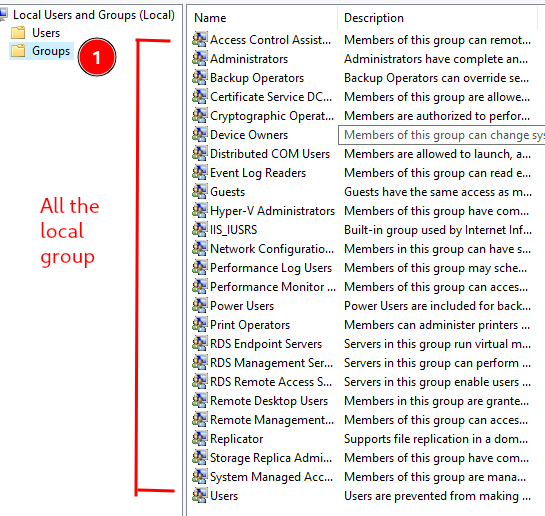 Local Users and Groups (Local)
Users
Groups
1
All the
local
group
Name Description
Access Control Assist... Members of this group can remot...
Administrators Administrators have complete an...
Backup Operators Backup Operators can override se...
Certificate Service DC... Members of this group are allowe...
Cryptographic Operat... Members are authorized to perfor...
Device Owners Members of this group can change sys
Distributed COM Users Members are allowed to launch, a...
Event Log Readers Members of this group can read e...
Guests Guests have the same access as m...
Hyper-V Administrators Members of this group have com...
IIS_IUSRS Built-in group used by Internet Inf...
Network Configuratio... Members in this group can have s...
Performance Log Users Members of this group may sche...
Performance Monitor ... Members of this group can acces...
Power Users Power Users are included for back...
Print Operators Members can administer printers ...
RDS Endpoint Servers Servers in this group run virtual m...
RDS Management Ser... Servers in this group can perform ...
RDS Remote Access S... Servers in this group enable users ...
Remote Desktop Users Members in this group are grante...
Remote Management... Members of this group can acces...
Replicator Supports file replication in a dom...
Storage Replica Admi... Members of this group have com...
System Managed Acc... Members of this group are mana...
Users Users are prevented from making ...